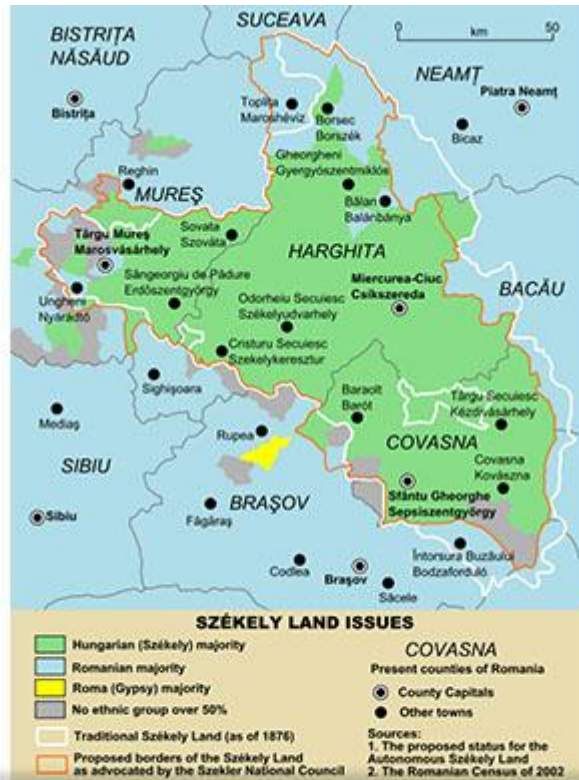 SUCEAVA
BISTRIȚA
NĂSĂUD
0 50
km
NEAMȚ
Piatra Neamț
Bistrița
Toplița
Maroshévíz
Borsec
Borszék
Bicaz
Gheorgheni
Gyergyószentmiklós
Reghin
MUREȘ
Bălan
Balánbánya
Sovata
Szováta
Târgu Mureș
Marosvásárhely
HARGHITA
Sângeorgiu de Pădure
Erdőszentgyörgy
Miercurea-Ciuc
Csíkszereda
BACĂU
Ungheni
Nyárádtő
Odorheiu Secuiesc
Székelyudvarhely
Cristuru Secuiesc
Szekelykeresztur
Sighișoara
Baraolt
Barót
Târgu Secuiesc
Kézdivásárhely
Mediaș
Rupea
COVASNA
SIBIU
Covasna
Kovászna
Sfântu Gheorghe
Sepsiszentgyörgy
BRAȘOV
Făgăraș
Sibiu
Întorsura Buzăului
Bodzaforduló
Codlea
Brașov
Săcele
SZÉKELY LAND ISSUES
Hungarian (Székely) majority
Romanian majority
Roma (Gypsy) majority
No ethnic group over 50%
Traditional Székely Land (as of 1876)
Proposed borders of the Székely Land
as advocated by the Szekler National Council
COVASNA
Present counties of Romania
County Capitals
Other towns
Sources:
1. The proposed status for the
Autonomous Székely Land
2. The Romanian Census of 2002